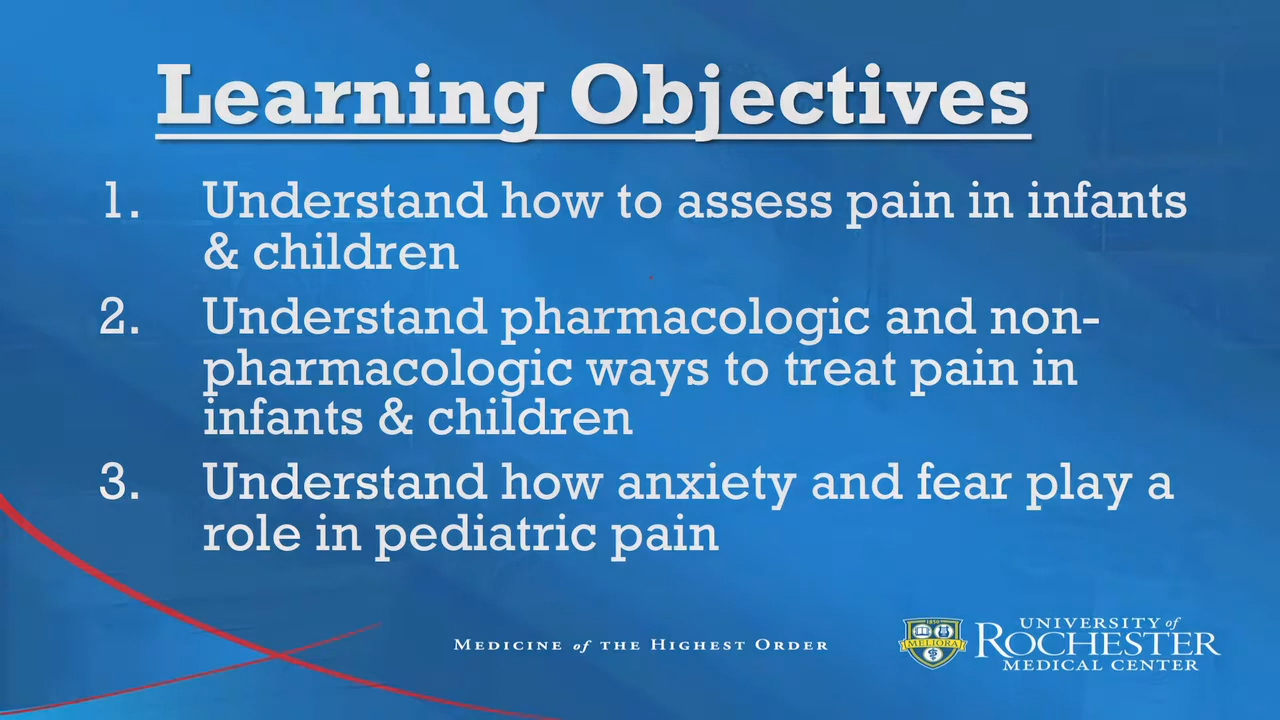 Learning Objectives
1. Understand how to assess pain in infants
& children
2. Understand pharmacologic and non-
pharmacologic ways to treat pain in
infants & children
3. Understand how anxiety and fear play a
role in pediatric pain
MEDICINE of THE HIGHEST ORDER
1850
MELIORA
UNIVERSITY of
ROCHESTER
MEDICAL CENTER